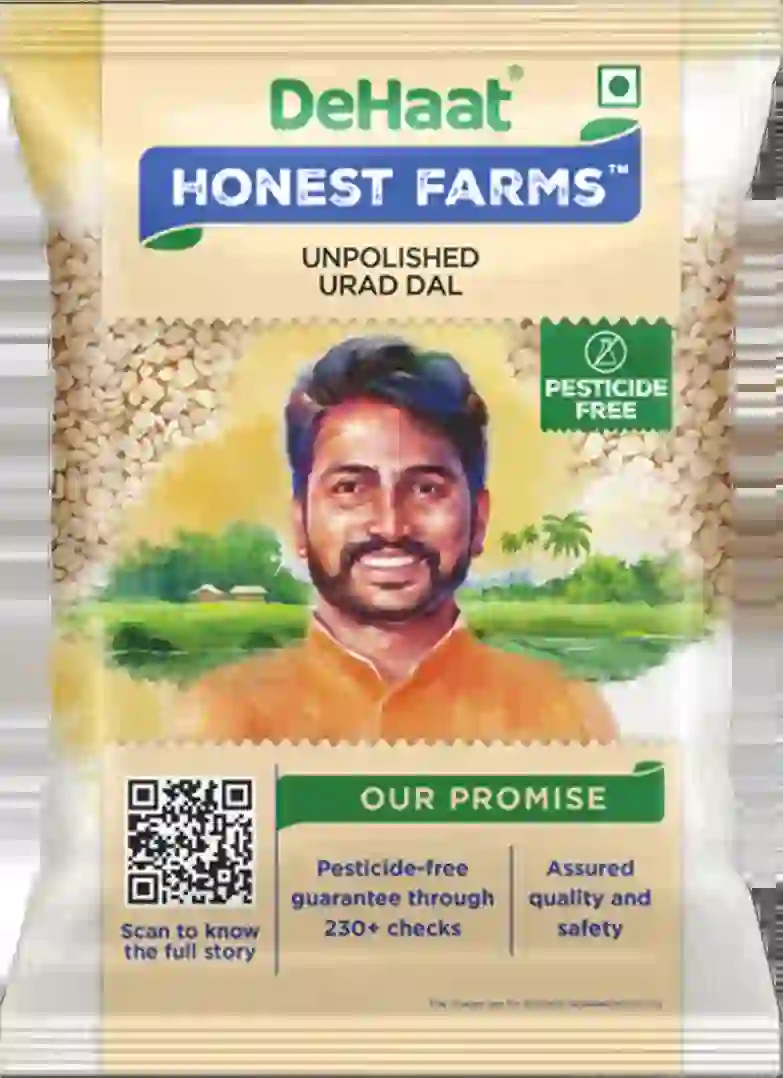 DeHaat®
HONEST FARMS™
UNPOLISHED
URAD DAL
PESTICIDE
FREE
OUR PROMISE
Pesticide-free
guarantee through
230+ checks
Assured
quality and
safety
Scan to know
the full story